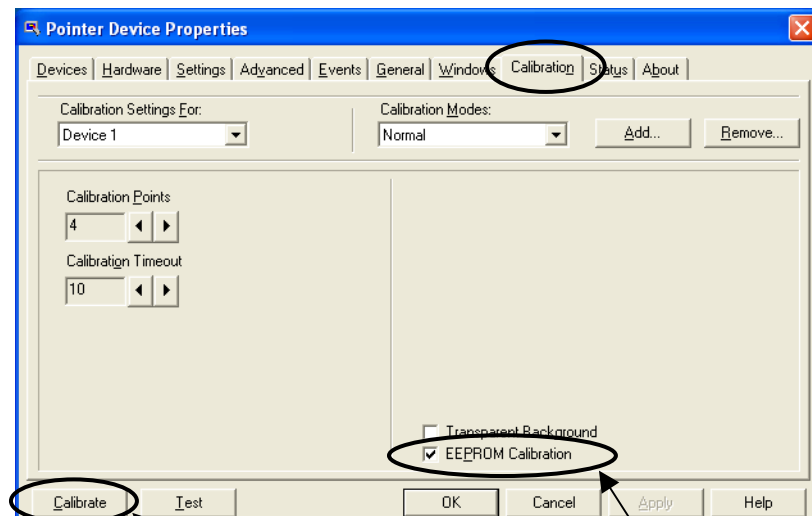 Pointer Device Properties
Devices Hardware Settings Advanced Events General Windows Calibration Status About
Calibration Settings For: Calibration Modes:
Device 1 Normal Add... Remove...
Calibration Points
4
Calibration Timeout
10
Transparent Background
EEPROM Calibration
Calibrate Test OK Cancel Apply Help